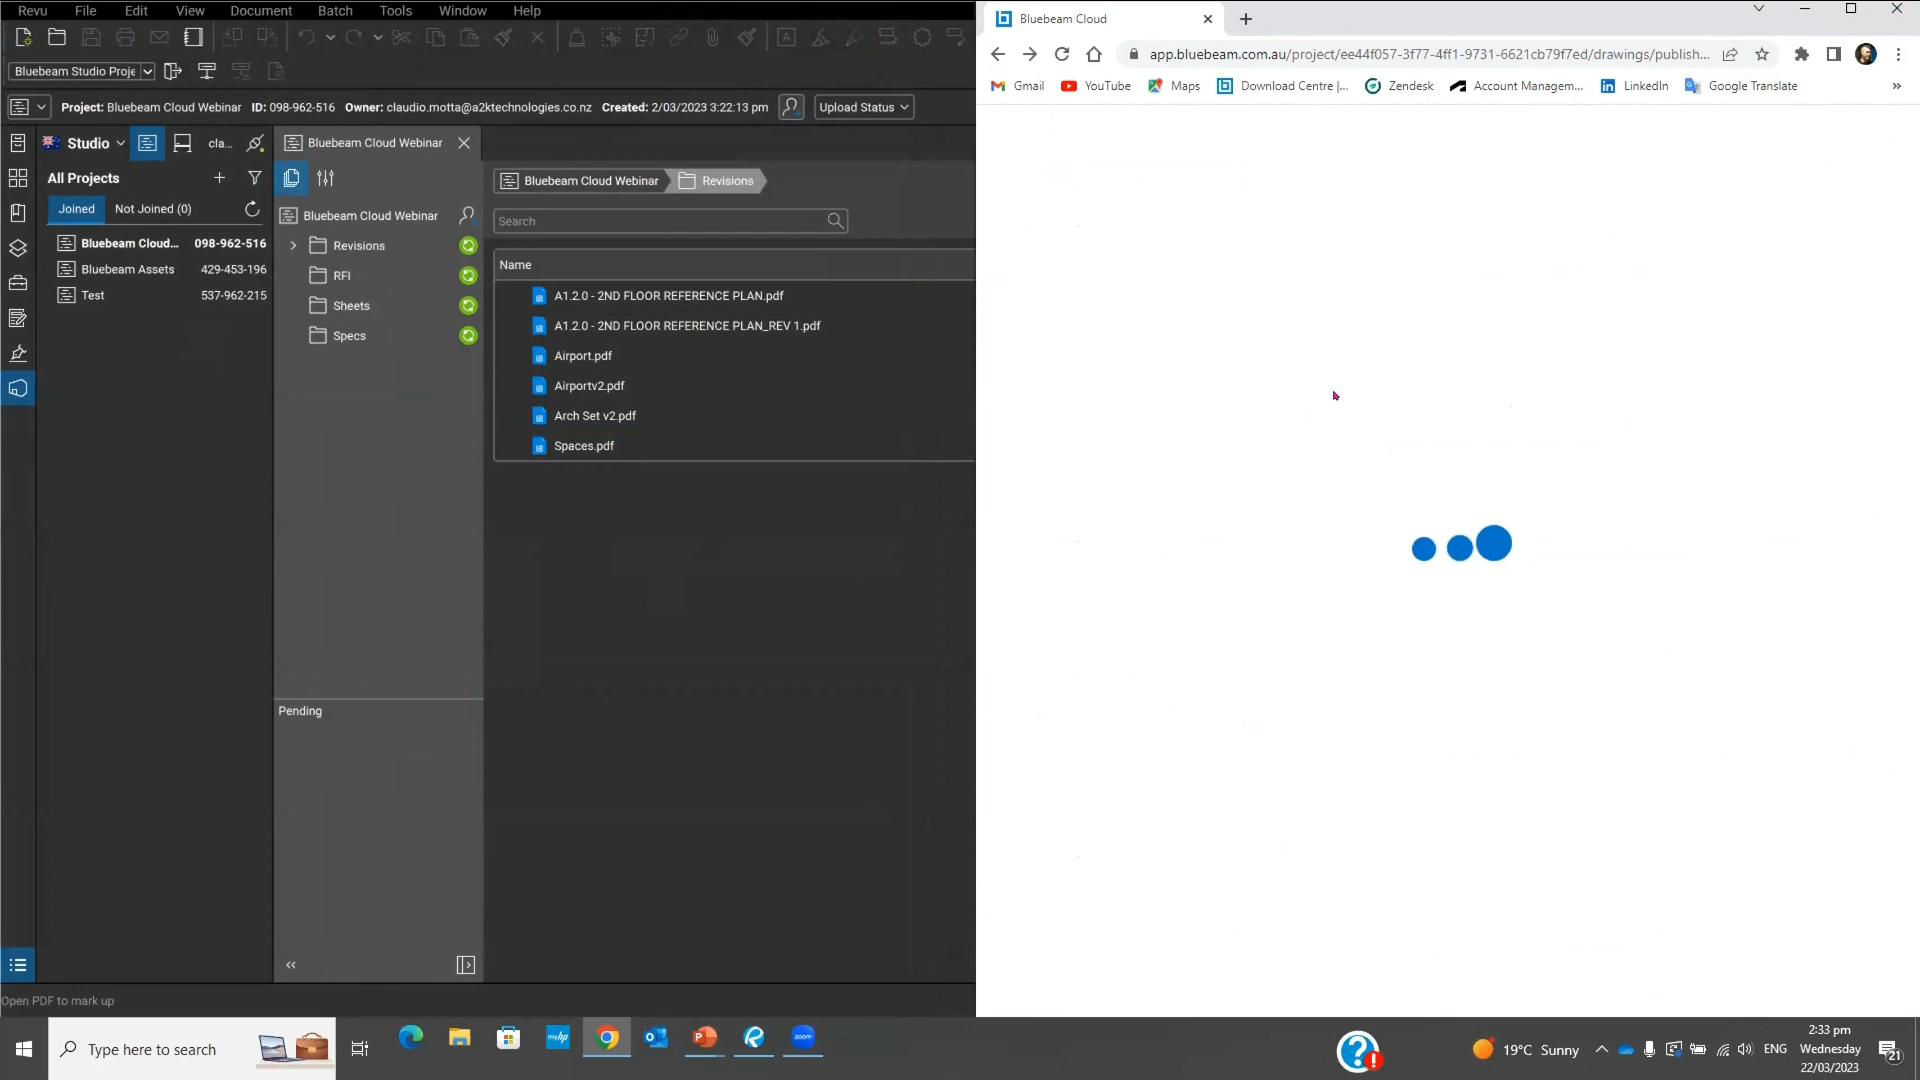 Revu File Edit View Document Batch Tools Window Help
Bluebeam Studio Proje
Project: Bluebeam Cloud Webinar ID: 098-962-516 Owner: claudio.motta@a2ktechnologies.co.nz Created: 2/03/2023 3:22:13 pm Upload Status
Studio cla...
All Projects
Joined Not Joined (0)
Bluebeam Cloud... 098-962-516
Bluebeam Assets 429-453-196
Test 537-962-215
Bluebeam Cloud Webinar
Bluebeam Cloud Webinar
Revisions
RFI
Sheets
Specs
Pending
Bluebeam Cloud Webinar Revisions
Search
Name
A1.2.0 - 2ND FLOOR REFERENCE PLAN.pdf
A1.2.0 - 2ND FLOOR REFERENCE PLAN_REV 1.pdf
Airport.pdf
Airportv2.pdf
Arch Set v2.pdf
Spaces.pdf
Open PDF to mark up
Bluebeam Cloud
app.bluebeam.com.au/project/ee44f057-3f77-4ff1-9731-6621cb79f7ed/drawings/publish...
Gmail YouTube Maps Download Centre |... Zendesk Account Managem... LinkedIn Google Translate
Type here to search
myhp
zoom
19°C Sunny
ENG
2:33 pm
Wednesday
22/03/2023
21